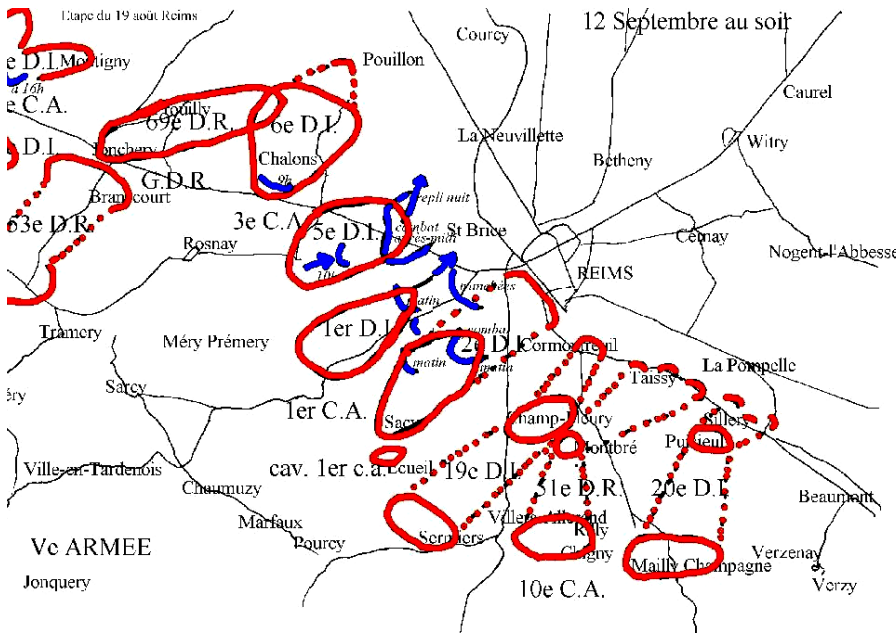 Etape du 19 août Reims
12 Septembre au soir
Courcy
e D.I. Montigny
Pouillon
a 16h
e C.A.
Caurel
69e D.R.
6e D.I.
La Neuvillette
Witry
e D.I.
Jonchery
Chalons
Betheny
G.D.R.
9h
Branscourt
repli nuit
53e D.R.
3e C.A.
5e D.I.
combat
après-midi
St Brice
Cernay
Rosnay
Nogent-l'Abbesse
REIMS
tranchées
matin
Tramery
Méry Prémery
1er D.I.
combat
2e D.I.
Cormontreuil
matin
matin
Taissy
La Pompelle
éry
Sarcy
1er C.A.
Sacy
Champ-Fleury
Sillery
Puisieulx
Montbré
cav. 1er c.a.
Ecueil
19e D.I.
Ville-en-Tardenois
Chaumuzy
51e D.R.
20e D.I.
Beaumont
Marfaux
Villers-Allerand
Rilly
Sermiers
Ve ARMEE
Pourcy
Chigny
Verzenay
Mailly Champagne
Jonquery
Verzy
10e C.A.